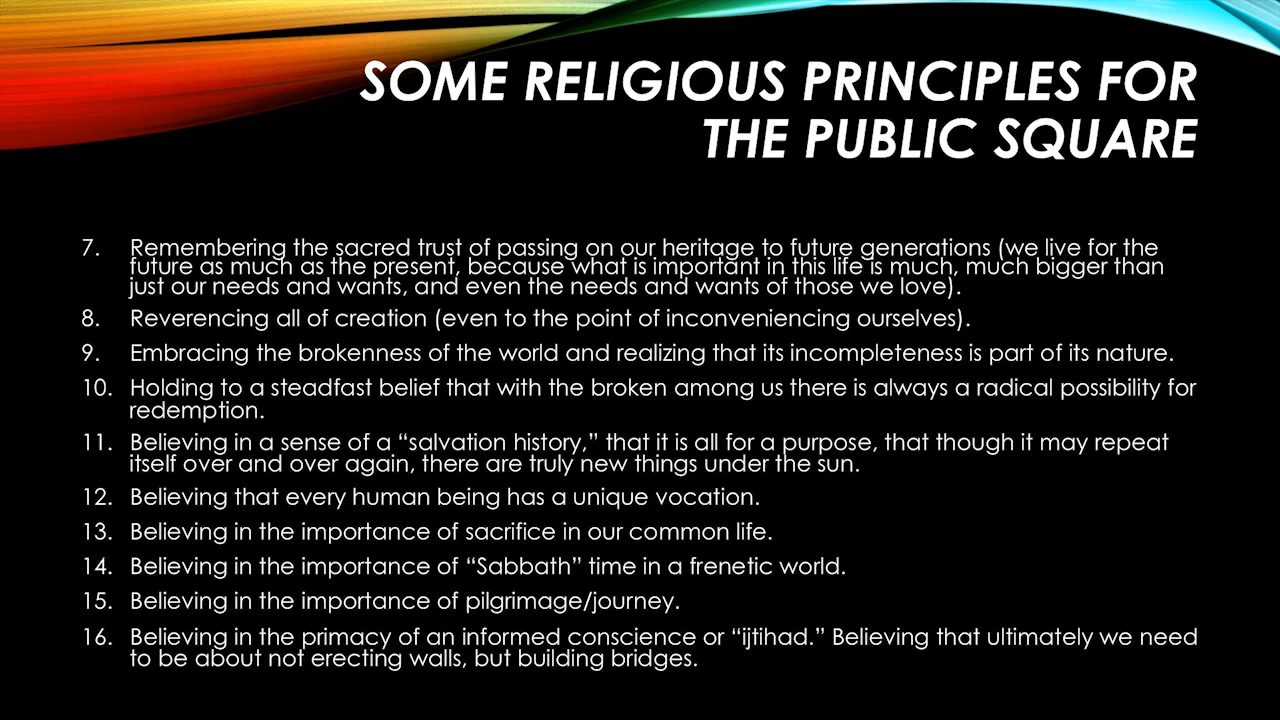 SOME RELIGIOUS PRINCIPLES FOR
THE PUBLIC SQUARE
7. Remembering the sacred trust of passing on our heritage to future generations (we live for the
future as much as the present, because what is important in this life is much, much bigger than
just our needs and wants, and even the needs and wants of those we love).
8. Reverencing all of creation (even to the point of inconveniencing ourselves).
9. Embracing the brokenness of the world and realizing that its incompleteness is part of its nature.
10. Holding to a steadfast belief that with the broken among us there is always a radical possibility for
redemption.
11. Believing in a sense of a “salvation history,” that it is all for a purpose, that though it may repeat
itself over and over again, there are truly new things under the sun.
12. Believing that every human being has a unique vocation.
13. Believing in the importance of sacrifice in our common life.
14. Believing in the importance of “Sabbath” time in a frenetic world.
15. Believing in the importance of pilgrimage/journey.
16. Believing in the primacy of an informed conscience or “ijtihad.” Believing that ultimately we need
to be about not erecting walls, but building bridges.